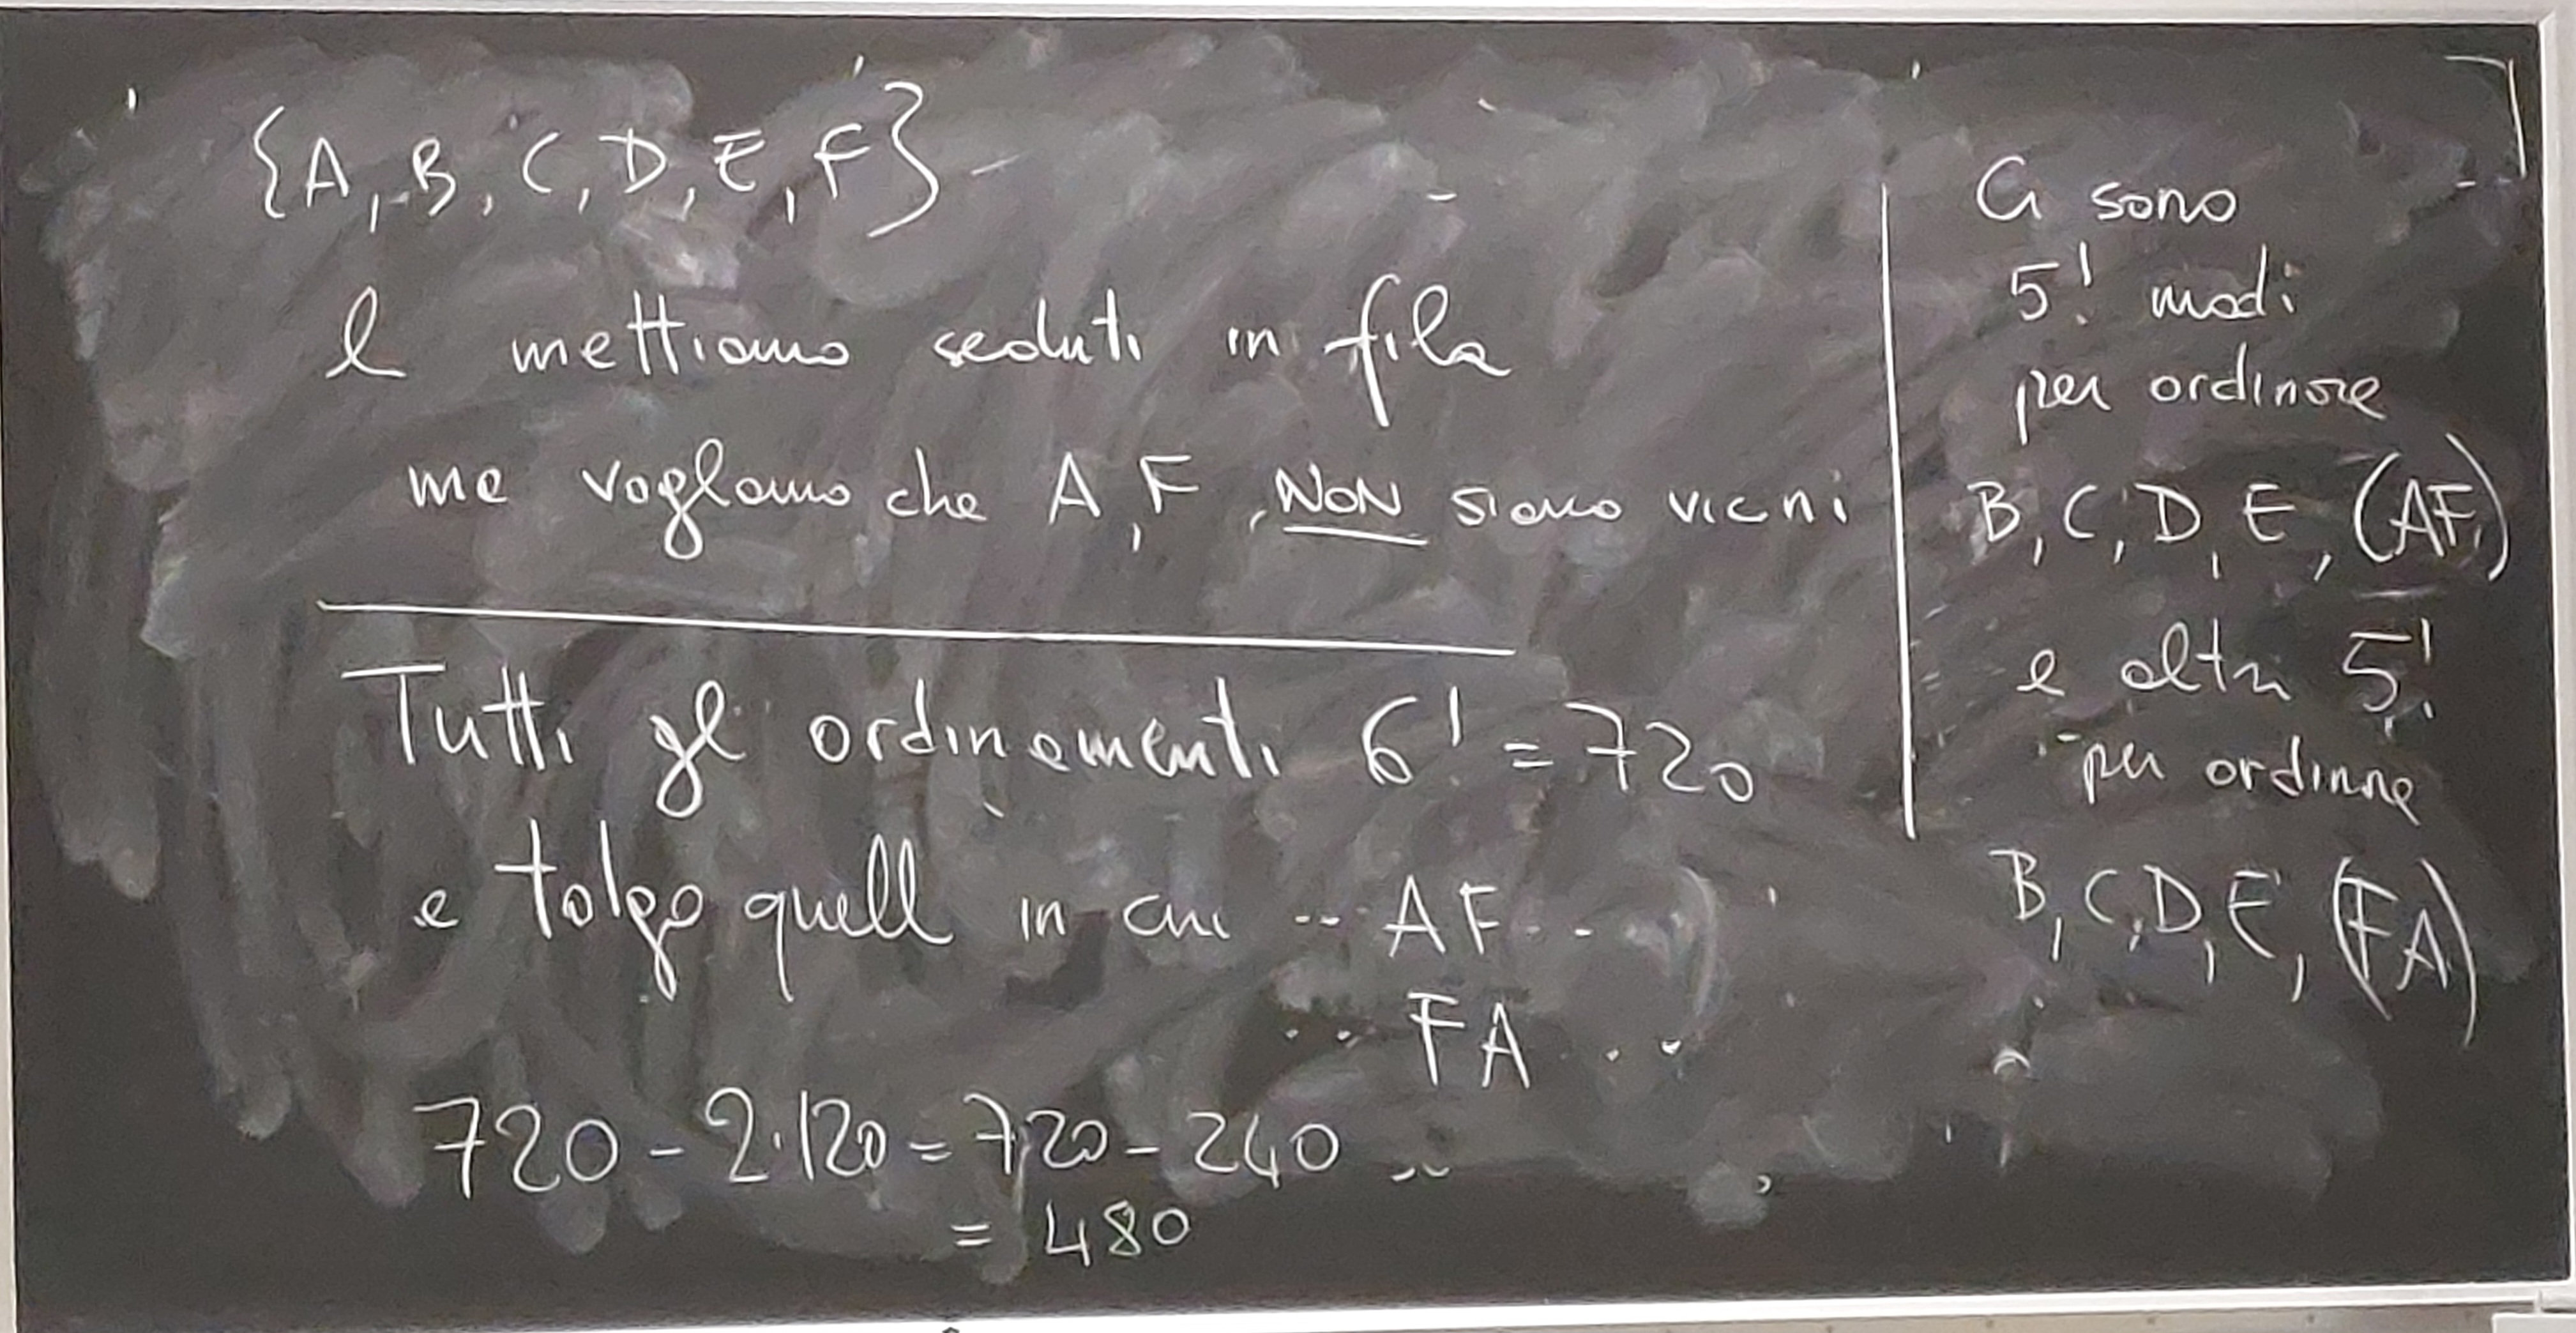 {A, B, C, D, E, F}
li mettiamo seduti in fila
ma vogliamo che A, F, NON siano vicini
Tutti gli ordinamenti 6! = 720
e tolgo quelli in cui .. AF ..
.. FA ..
720 - 2·120 = 720 - 240
= 480
Ci sono
5! modi
per ordinare
B, C, D, E, (AF)
e altri 5!
per ordinare
B, C, D, E, (FA)